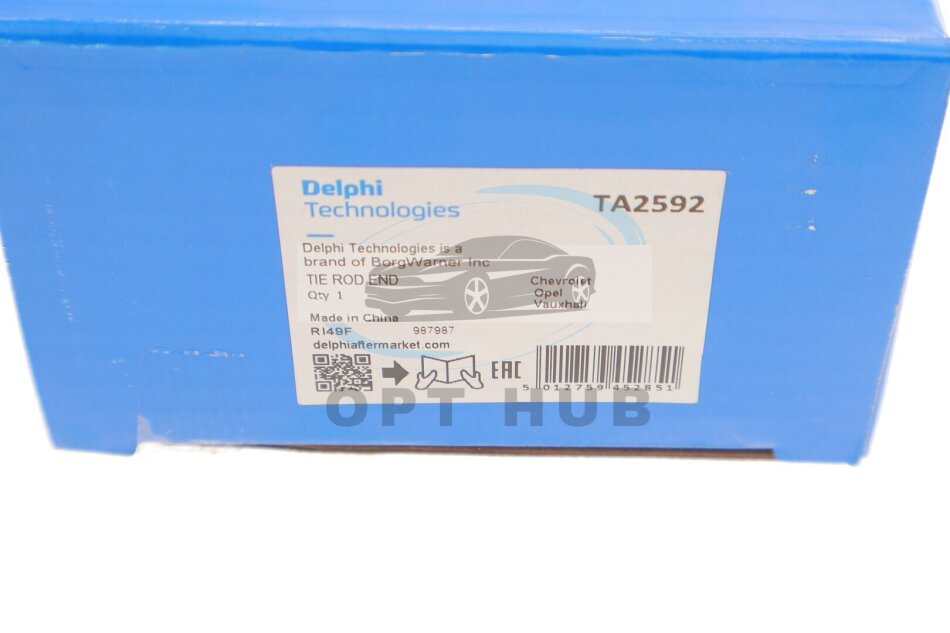 Delphi
Technologies
TA2592
Delphi Technologies is a
brand of BorgWarner Inc
TIE ROD END
Qty 1
Chevrolet
Opel
Vauxhall
Made in China
RI49F 987987
delphiaftermarket.com
EAC
5 012759 452851
OPT HUB